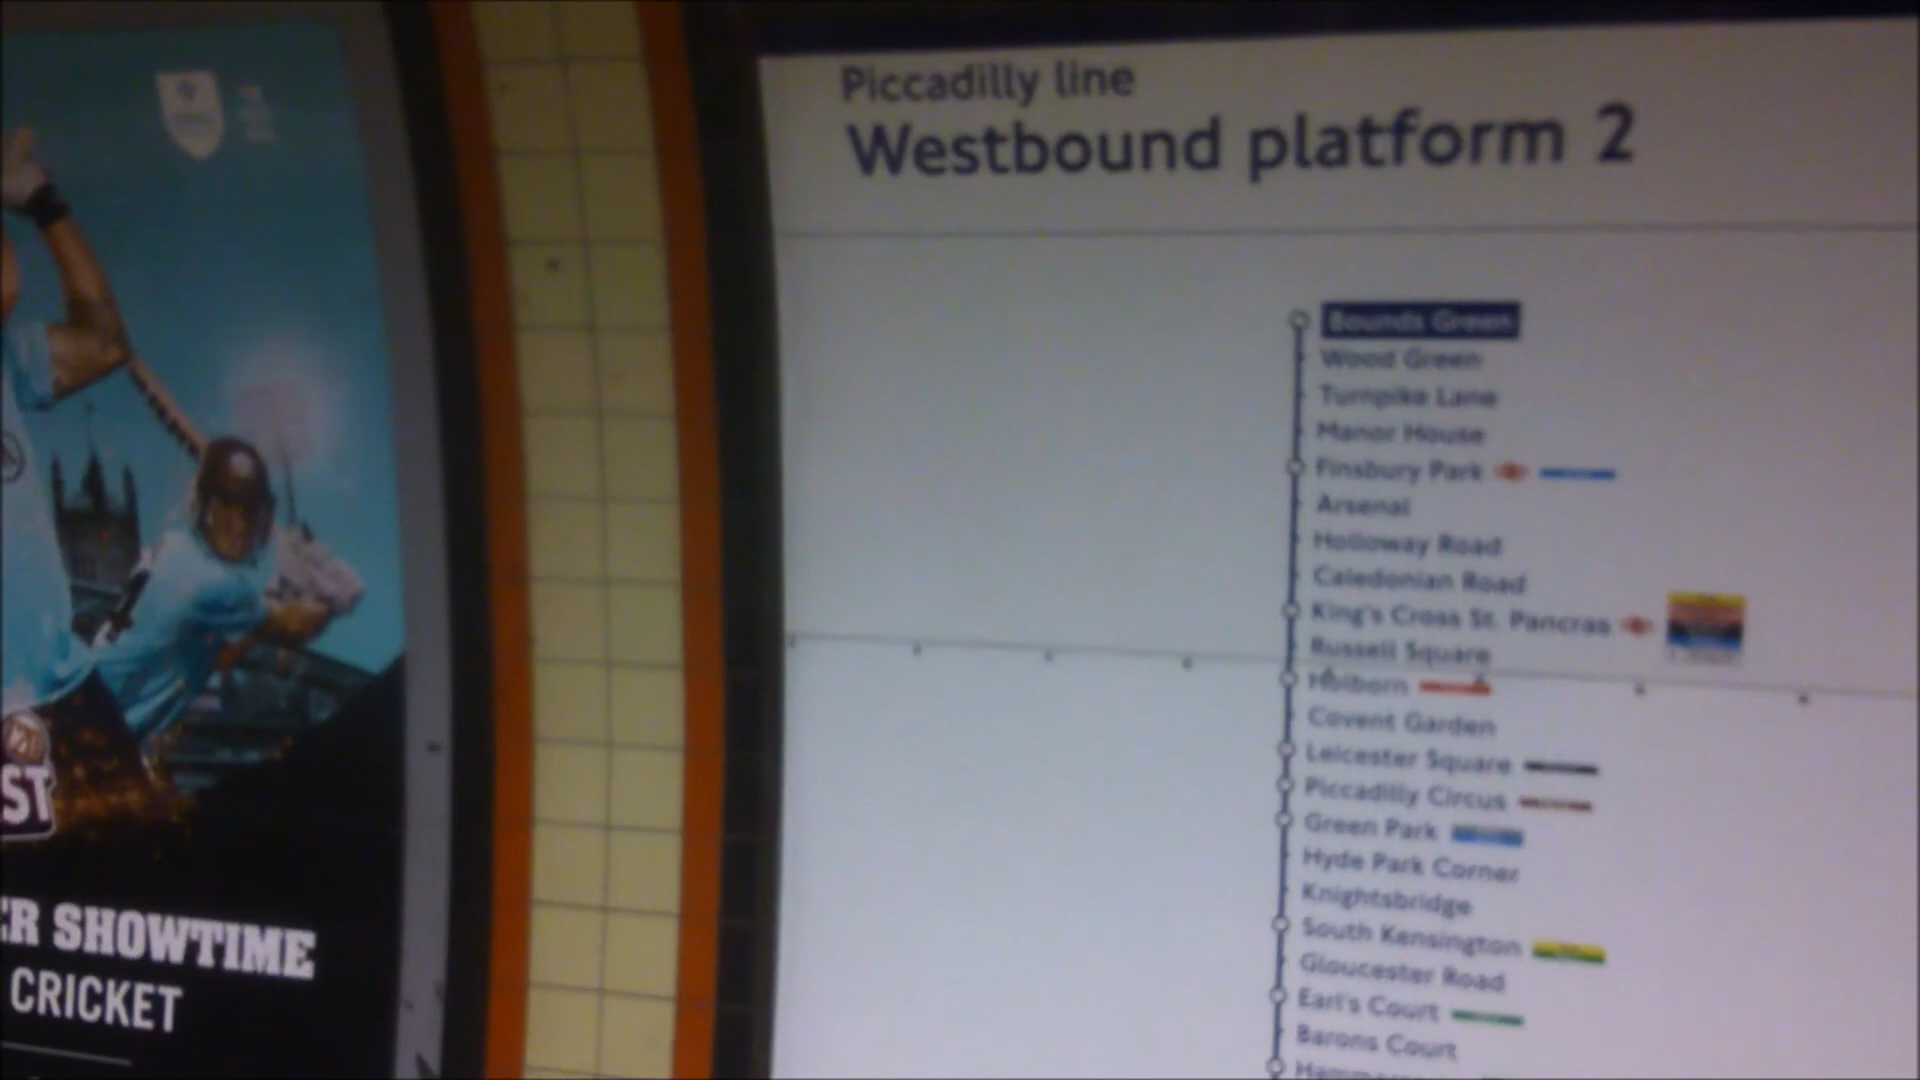 Piccadilly line
Westbound platform 2
Bounds Green
Wood Green
Turnpike Lane
Manor House
Finsbury Park
Arsenal
Holloway Road
Caledonian Road
King's Cross St. Pancras
Russell Square
Holborn
Covent Garden
Leicester Square
Piccadilly Circus
Green Park
Hyde Park Corner
Knightsbridge
South Kensington
Gloucester Road
Earl's Court
Barons Court
ST
ER SHOWTIME
CRICKET